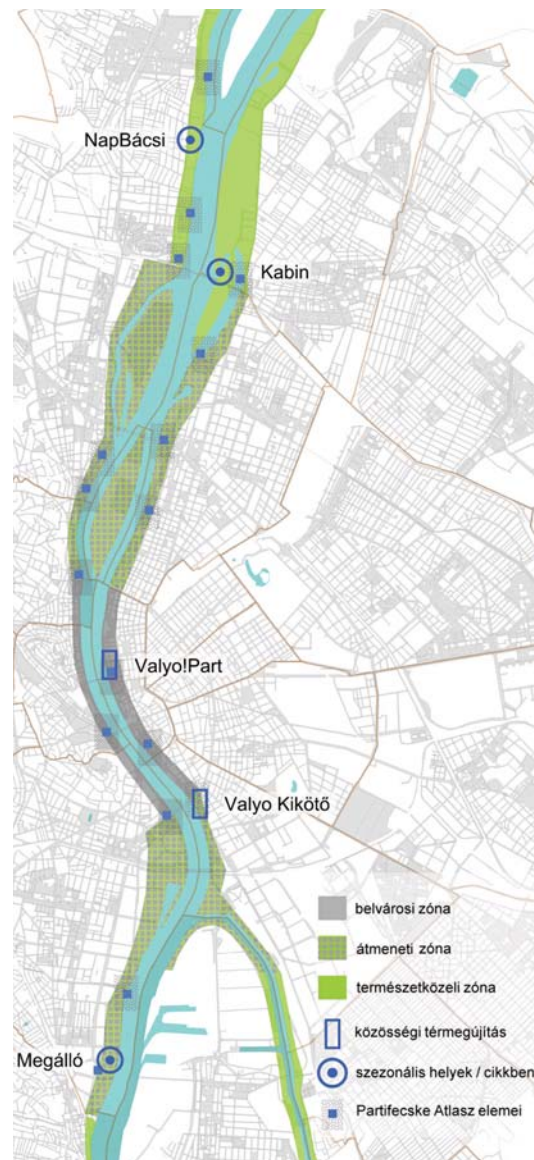 NapBácsi
Kabin
Valyo!Part
Valyo Kikötő
belvárosi zóna
átmeneti zóna
természetközeli zóna
közösségi térmegújítás
Megálló
szezonális helyek / cikkben
Partifecske Atlasz elemei